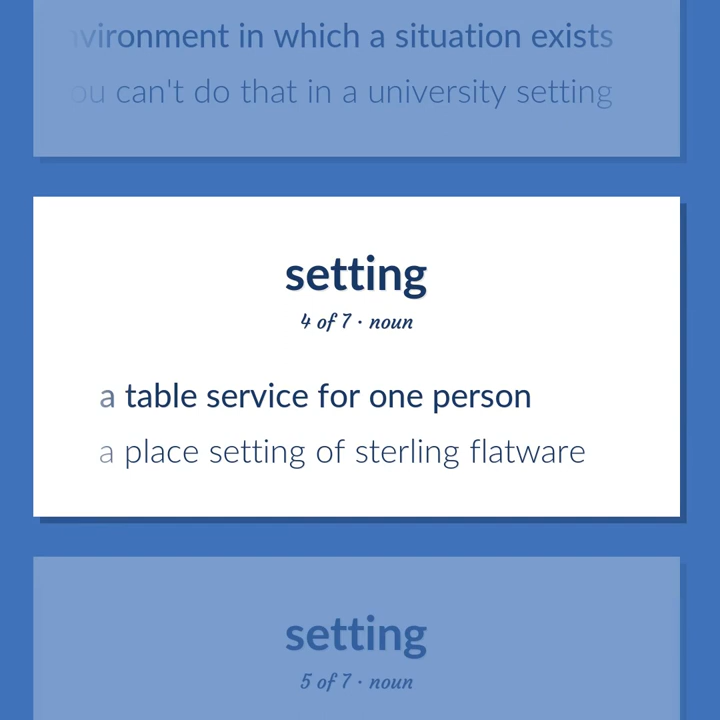 vironment in which a situation exists
ou can't do that in a university setting
setting
4 of 7 · noun
a table service for one person
a place setting of sterling flatware
setting
5 of 7 · noun